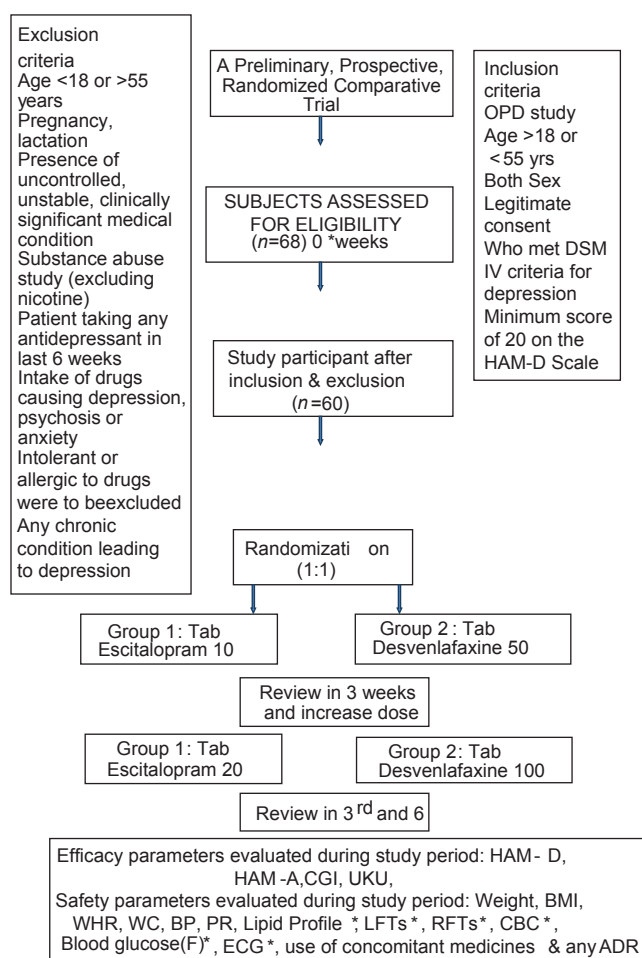 Exclusion
criteria
Age <18 or >55
years
Pregnancy,
lactation
Presence of
uncontrolled,
unstable, clinically
significant medical
condition
Substance abuse
study (excluding
nicotine)
Patient taking any
antidepressant in
last 6 weeks
Intake of drugs
causing depression,
psychosis or
anxiety
Intolerant or
allergic to drugs
were to beexcluded
Any chronic
condition leading
to depression
A Preliminary, Prospective,
Randomized Comparative
Trial
SUBJECTS ASSESSED
FOR ELIGIBILITY
(n=68) 0 *weeks
Study participant after
inclusion & exclusion
(n=60)
Inclusion
criteria
OPD study
Age >18 or
<55 yrs
Both Sex
Legitimate
consent
Who met DSM
IV criteria for
depression
Minimum score
of 20 on the
HAM-D Scale
Randomizati on
(1:1)
Group 1: Tab
Escitalopram 10
Group 2: Tab
Desvenlafaxine 50
Review in 3 weeks
and increase dose
Group 1: Tab
Escitalopram 20
Group 2: Tab
Desvenlafaxine 100
Review in 3rd and 6
Efficacy parameters evaluated during study period: HAM- D,
HAM -A,CGI, UKU,
Safety parameters evaluated during study period: Weight, BMI,
WHR, WC, BP, PR, Lipid Profile *, LFTs*, RFTs*, CBC*,
Blood glucose(F)*, ECG*, use of concomitant medicines & any ADR